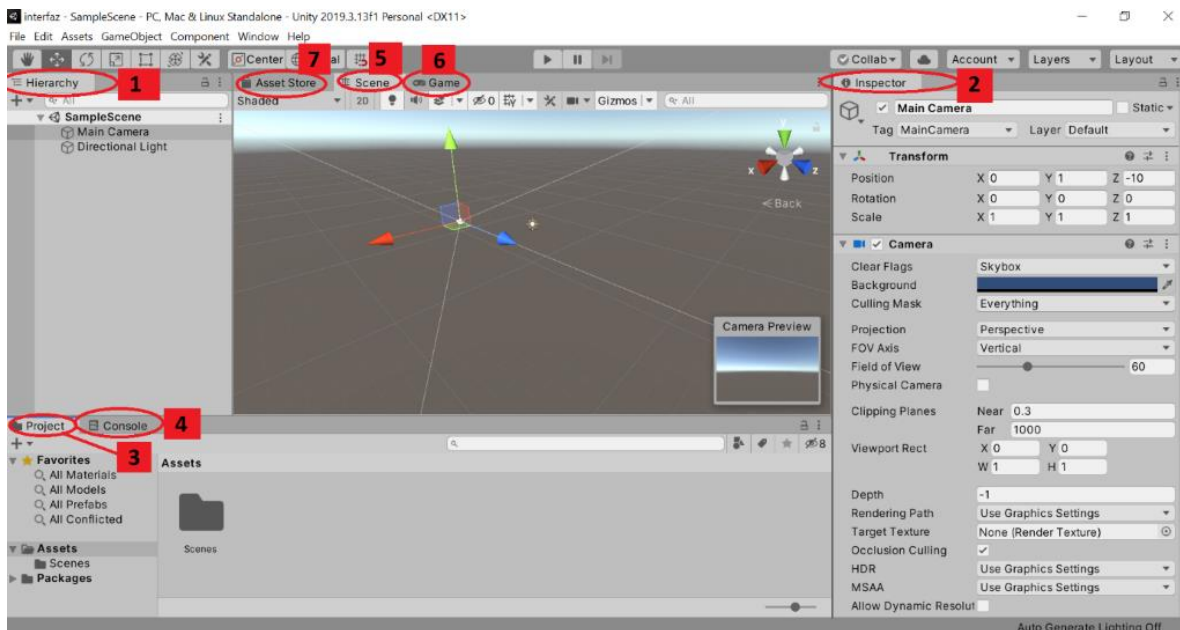 interfaz - SampleScene - PC, Mac & Linux Standalone - Unity 2019.3.13f1 Personal <DX11>
File Edit Assets GameObject Component Window Help
Center al Collab Account Layers Layout
7 5 6
Hierarchy 1 Asset Store Scene Game Inspector 2
All Shaded 2D 0 Gizmos All
SampleScene
Main Camera
Directional Light
Y
x z
Back
Camera Preview
Main Camera Static
Tag MainCamera Layer Default
Transform
Position X 0 Y 1 Z -10
Rotation X 0 Y 0 Z 0
Scale X 1 Y 1 Z 1
Camera
Clear Flags Skybox
Background
Culling Mask Everything
Projection Perspective
FOV Axis Vertical
Field of View 60
Physical Camera
Clipping Planes Near 0.3
Far 1000
Viewport Rect X 0 Y 0
W 1 H 1
Depth -1
Rendering Path Use Graphics Settings
Target Texture None (Render Texture)
Occlusion Culling
HDR Use Graphics Settings
MSAA Use Graphics Settings
Allow Dynamic Resolut
Auto Generate Lighting Off
Project Console 4
3
8
Favorites
All Materials
All Models
All Prefabs
All Conflicted
Assets
Scenes
Packages
Assets
Scenes